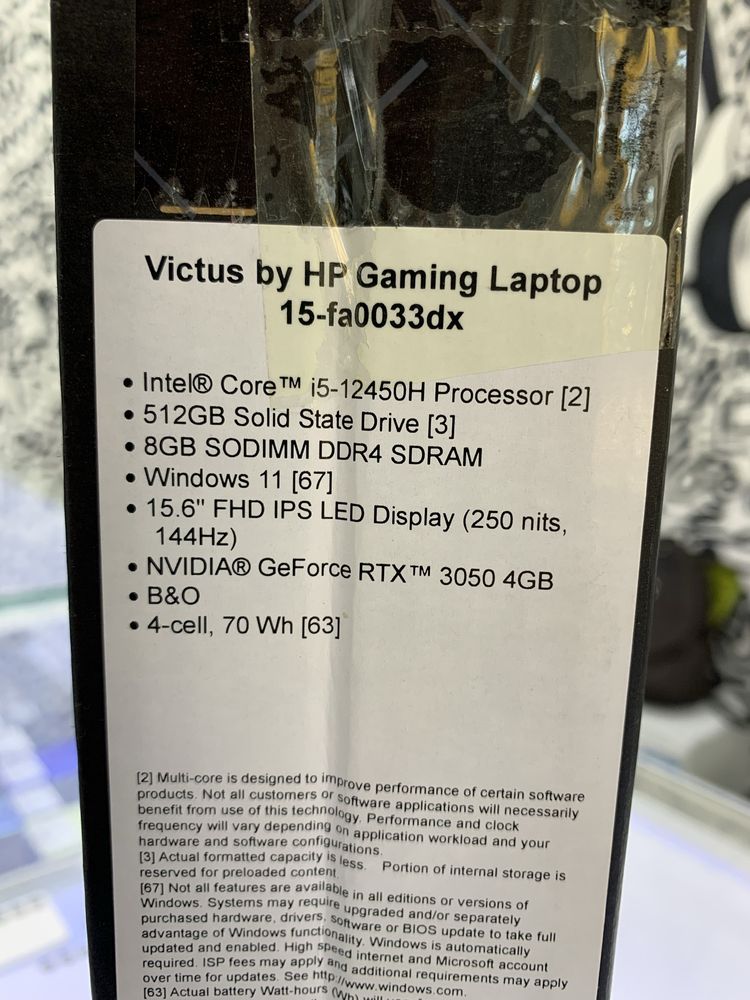 Victus by HP Gaming Laptop
15-fa0033dx
• Intel® Core™ i5-12450H Processor [2]
• 512GB Solid State Drive [3]
• 8GB SODIMM DDR4 SDRAM
• Windows 11 [67]
• 15.6" FHD IPS LED Display (250 nits,
144Hz)
• NVIDIA® GeForce RTX™ 3050 4GB
• B&O
• 4-cell, 70 Wh [63]
[2] Multi-core is designed to improve performance of certain software
products. Not all customers or software applications will necessarily
benefit from use of this technology. Performance and clock
frequency will vary depending on application workload and your
hardware and software configurations.
[3] Actual formatted capacity is less. Portion of internal storage is
reserved for preloaded content.
[67] Not all features are available in all editions or versions of
Windows. Systems may require upgraded and/or separately
purchased hardware, drivers, software or BIOS update to take full
advantage of Windows functionality. Windows is automatically
updated and enabled. High speed internet and Microsoft account
required. ISP fees may apply and additional requirements may apply
over time for updates. See http://www.windows.com.
[63] Actual battery Watt-hours (Wh) will